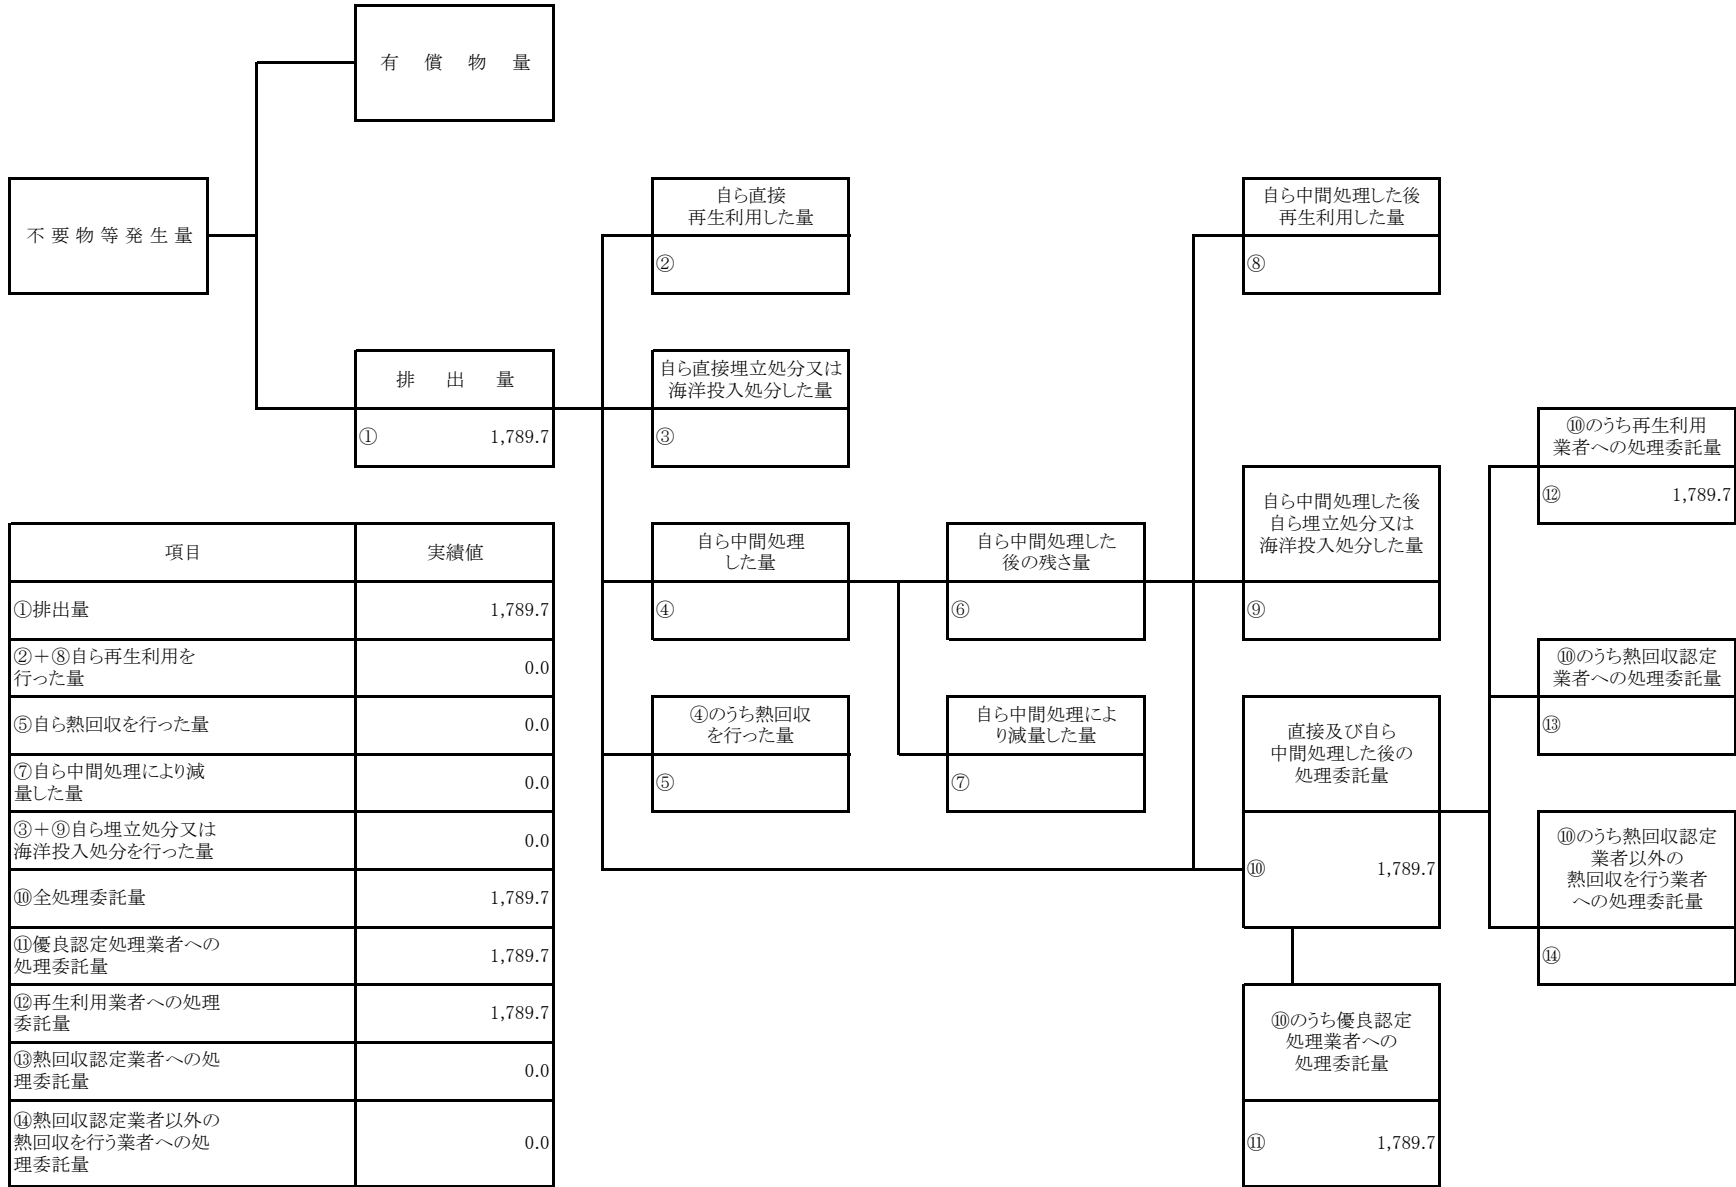 有償物量
不要物等発生量
自ら直接
再生利用した量
②
自ら中間処理した後
再生利用した量
⑧
排出量
① 1,789.7
自ら直接埋立処分又は
海洋投入処分した量
③
⑩のうち再生利用
業者への処理委託量
⑫ 1,789.7
自ら中間処理
した量
④
自ら中間処理した
後の残さ量
⑥
自ら中間処理した後
自ら埋立処分又は
海洋投入処分した量
⑨
⑩のうち熱回収認定
業者への処理委託量
⑬
④のうち熱回収
を行った量
⑤
自ら中間処理によ
り減量した量
⑦
直接及び自ら
中間処理した後の
処理委託量
⑩ 1,789.7
⑩のうち熱回収認定
業者以外の
熱回収を行う業者
への処理委託量
⑭
⑩のうち優良認定
処理業者への
処理委託量
⑪ 1,789.7
項目 実績値
①排出量 1,789.7
②+⑧自ら再生利用を
行った量 0.0
⑤自ら熱回収を行った量 0.0
⑦自ら中間処理により減
量した量 0.0
③+⑨自ら埋立処分又は
海洋投入処分を行った量 0.0
⑩全処理委託量 1,789.7
⑪優良認定処理業者への
処理委託量 1,789.7
⑫再生利用業者への処理
委託量 1,789.7
⑬熱回収認定業者への処
理委託量 0.0
⑭熱回収認定業者以外の
熱回収を行う業者への処
理委託量 0.0